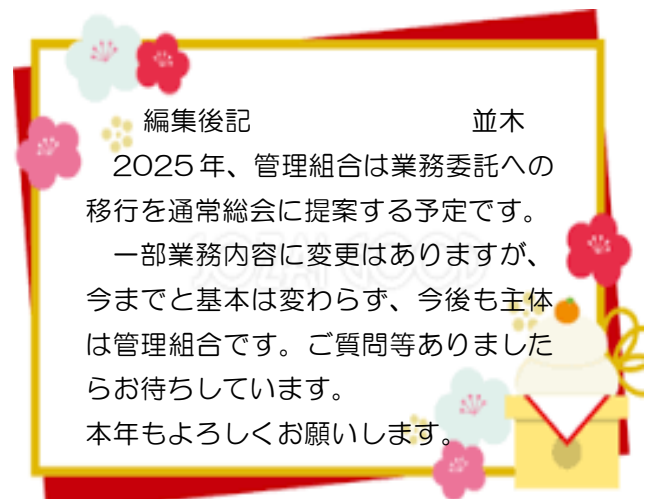 編集後記　並木
2025年、管理組合は業務委託への
移行を通常総会に提案する予定です。
一部業務内容に変更はありますが、
今までと基本は変わらず、今後も主体
は管理組合です。ご質問等ありました
らお待ちしています。
本年もよろしくお願いします。